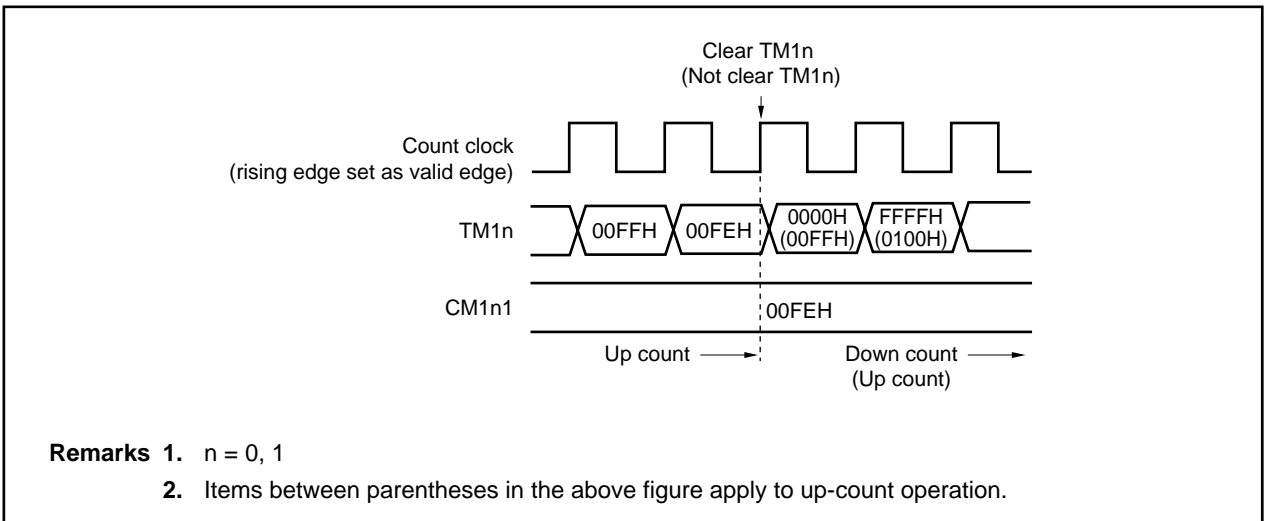 Clear TM1n
(Not clear TM1n)
Count clock
(rising edge set as valid edge)
TM1n
00FFH
00FEH
0000H
(00FFH)
FFFFH
(0100H)
CM1n1
00FEH
Up count
Down count
(Up count)
Remarks 1. n = 0, 1
2. Items between parentheses in the above figure apply to up-count operation.